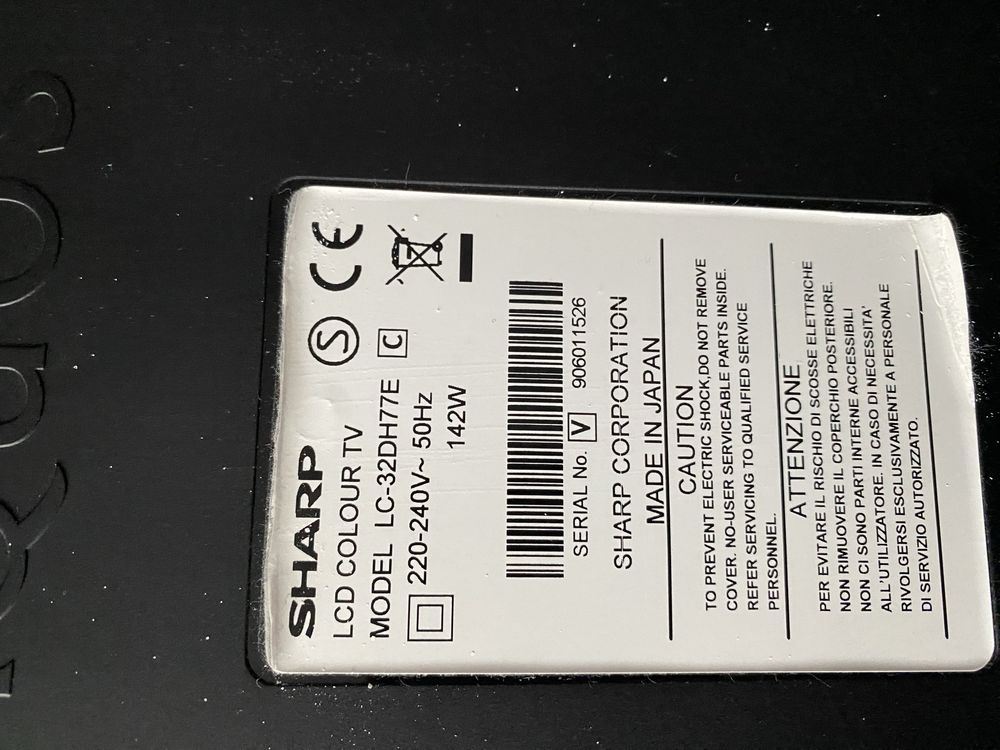 SHARP
LCD COLOUR TV
MODEL LC-32DH77E
220-240V~ 50Hz
142W
S
C
CE
SERIAL No. V 906011526
SHARP CORPORATION
MADE IN JAPAN
CAUTION
TO PREVENT ELECTRIC SHOCK,DO NOT REMOVE
COVER. NO-USER SERVICEABLE PARTS INSIDE.
REFER SERVICING TO QUALIFIED SERVICE
PERSONNEL.
ATTENZIONE
PER EVITARE IL RISCHIO DI SCOSSE ELETTRICHE
NON RIMUOVERE IL COPERCHIO POSTERIORE.
NON CI SONO PARTI INTERNE ACCESSIBILI
ALL'UTILIZZATORE. IN CASO DI NECESSITA'
RIVOLGERSI ESCLUSIVAMENTE A PERSONALE
DI SERVIZIO AUTORIZZATO.